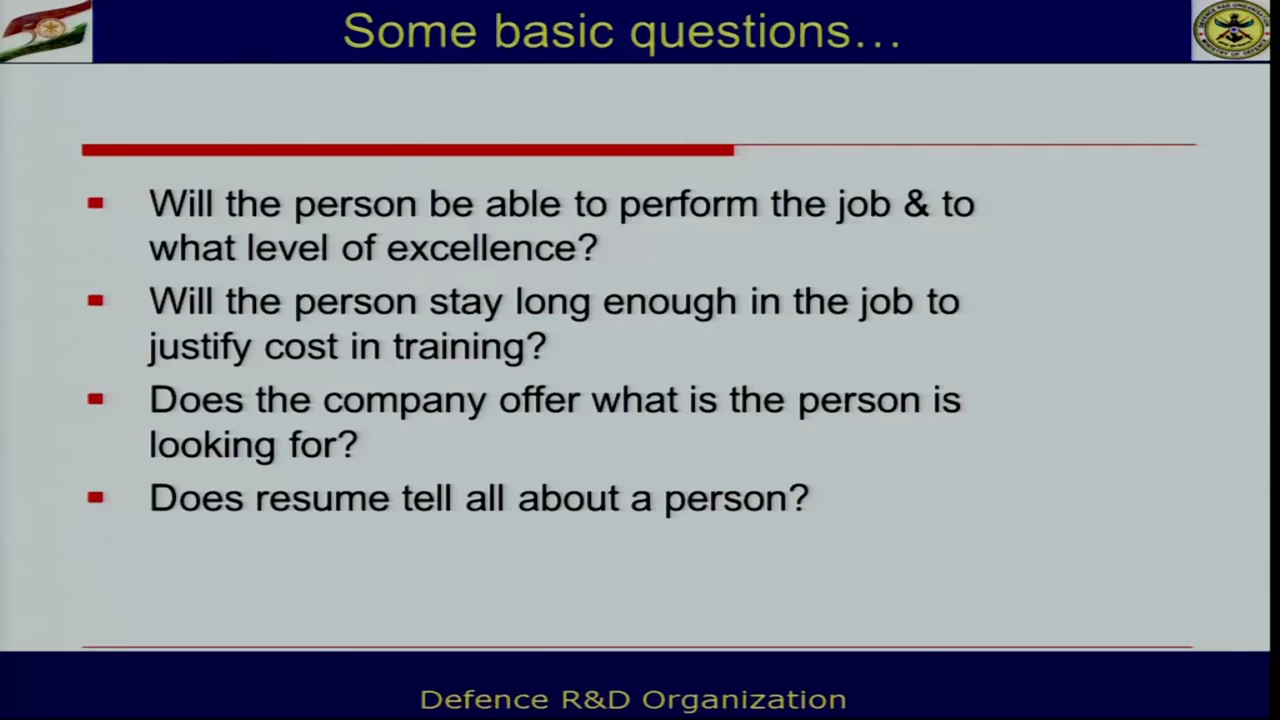 Some basic questions...
Will the person be able to perform the job & to
what level of excellence?
Will the person stay long enough in the job to
justify cost in training?
Does the company offer what is the person is
looking for?
Does resume tell all about a person?
Defence R&D Organization